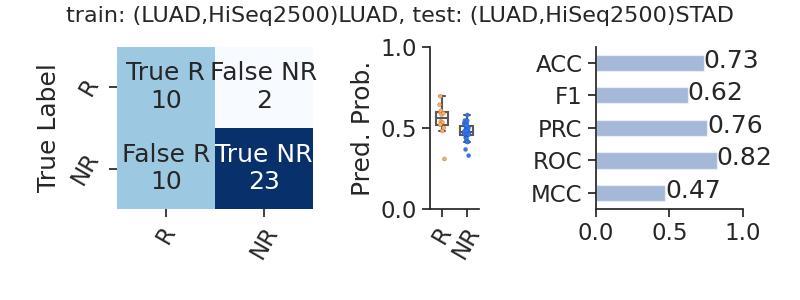 train: (LUAD,HiSeq2500)LUAD, test: (LUAD,HiSeq2500)STAD
True Label
R
NR
True R
10
False NR
2
False R
10
True NR
23
R
NR
Pred. Prob.
1.0
0.5
0.0
R
NR
ACC
0.73
F1
0.62
PRC
0.76
ROC
0.82
MCC
0.47
0.0
0.5
1.0